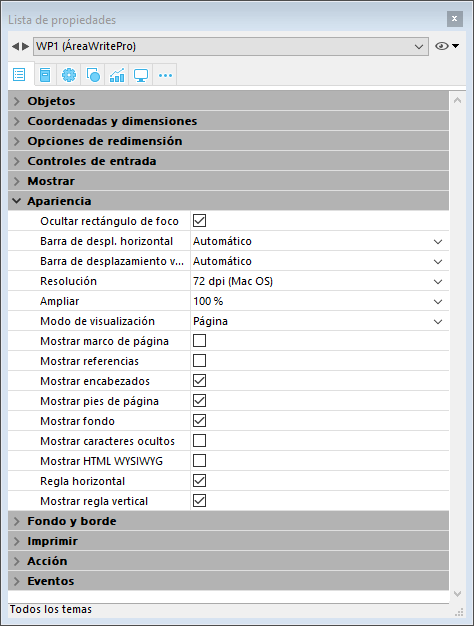 Lista de propiedades
WP1 (ÁreaWritePro)
Objetos
Coordenadas y dimensiones
Opciones de redimensión
Controles de entrada
Mostrar
Apariencia
Ocultar rectángulo de foco
Barra de despl. horizontal Automático
Barra de desplazamiento v... Automático
Resolución 72 dpi (Mac OS)
Ampliar 100 %
Modo de visualización Página
Mostrar marco de página
Mostrar referencias
Mostrar encabezados
Mostrar pies de página
Mostrar fondo
Mostrar caracteres ocultos
Mostrar HTML WYSIWYG
Regla horizontal
Mostrar regla vertical
Fondo y borde
Imprimir
Acción
Eventos
Todos los temas